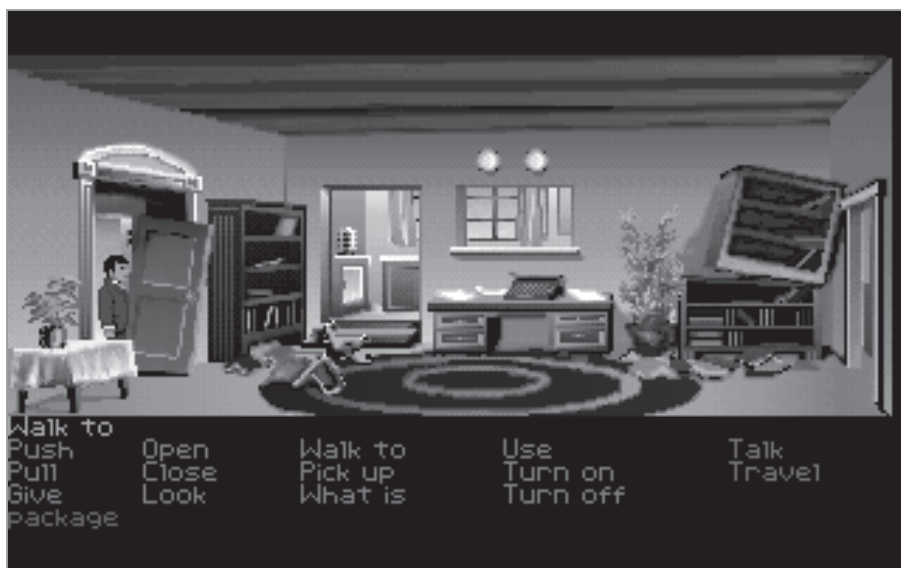 Walk to
Push Open Walk to Use Talk
Pull Close Pick up Turn on Travel
Give Look What is Turn off
package